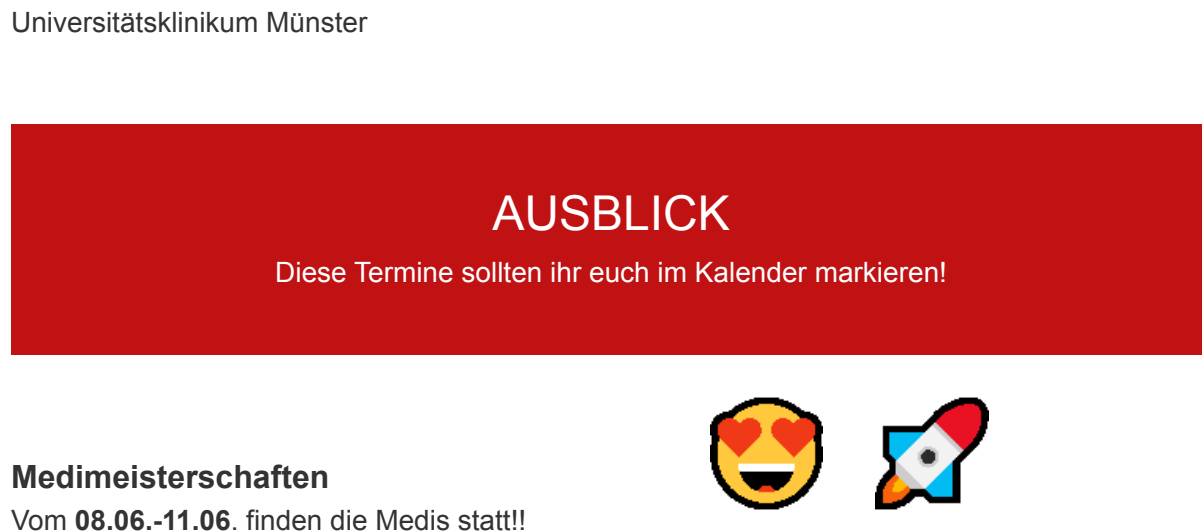 Universitätsklinikum Münster
AUSBLICK
Diese Termine sollten ihr euch im Kalender markieren!
Medimeisterschaften
Vom 08.06.-11.06. finden die Medis statt!!